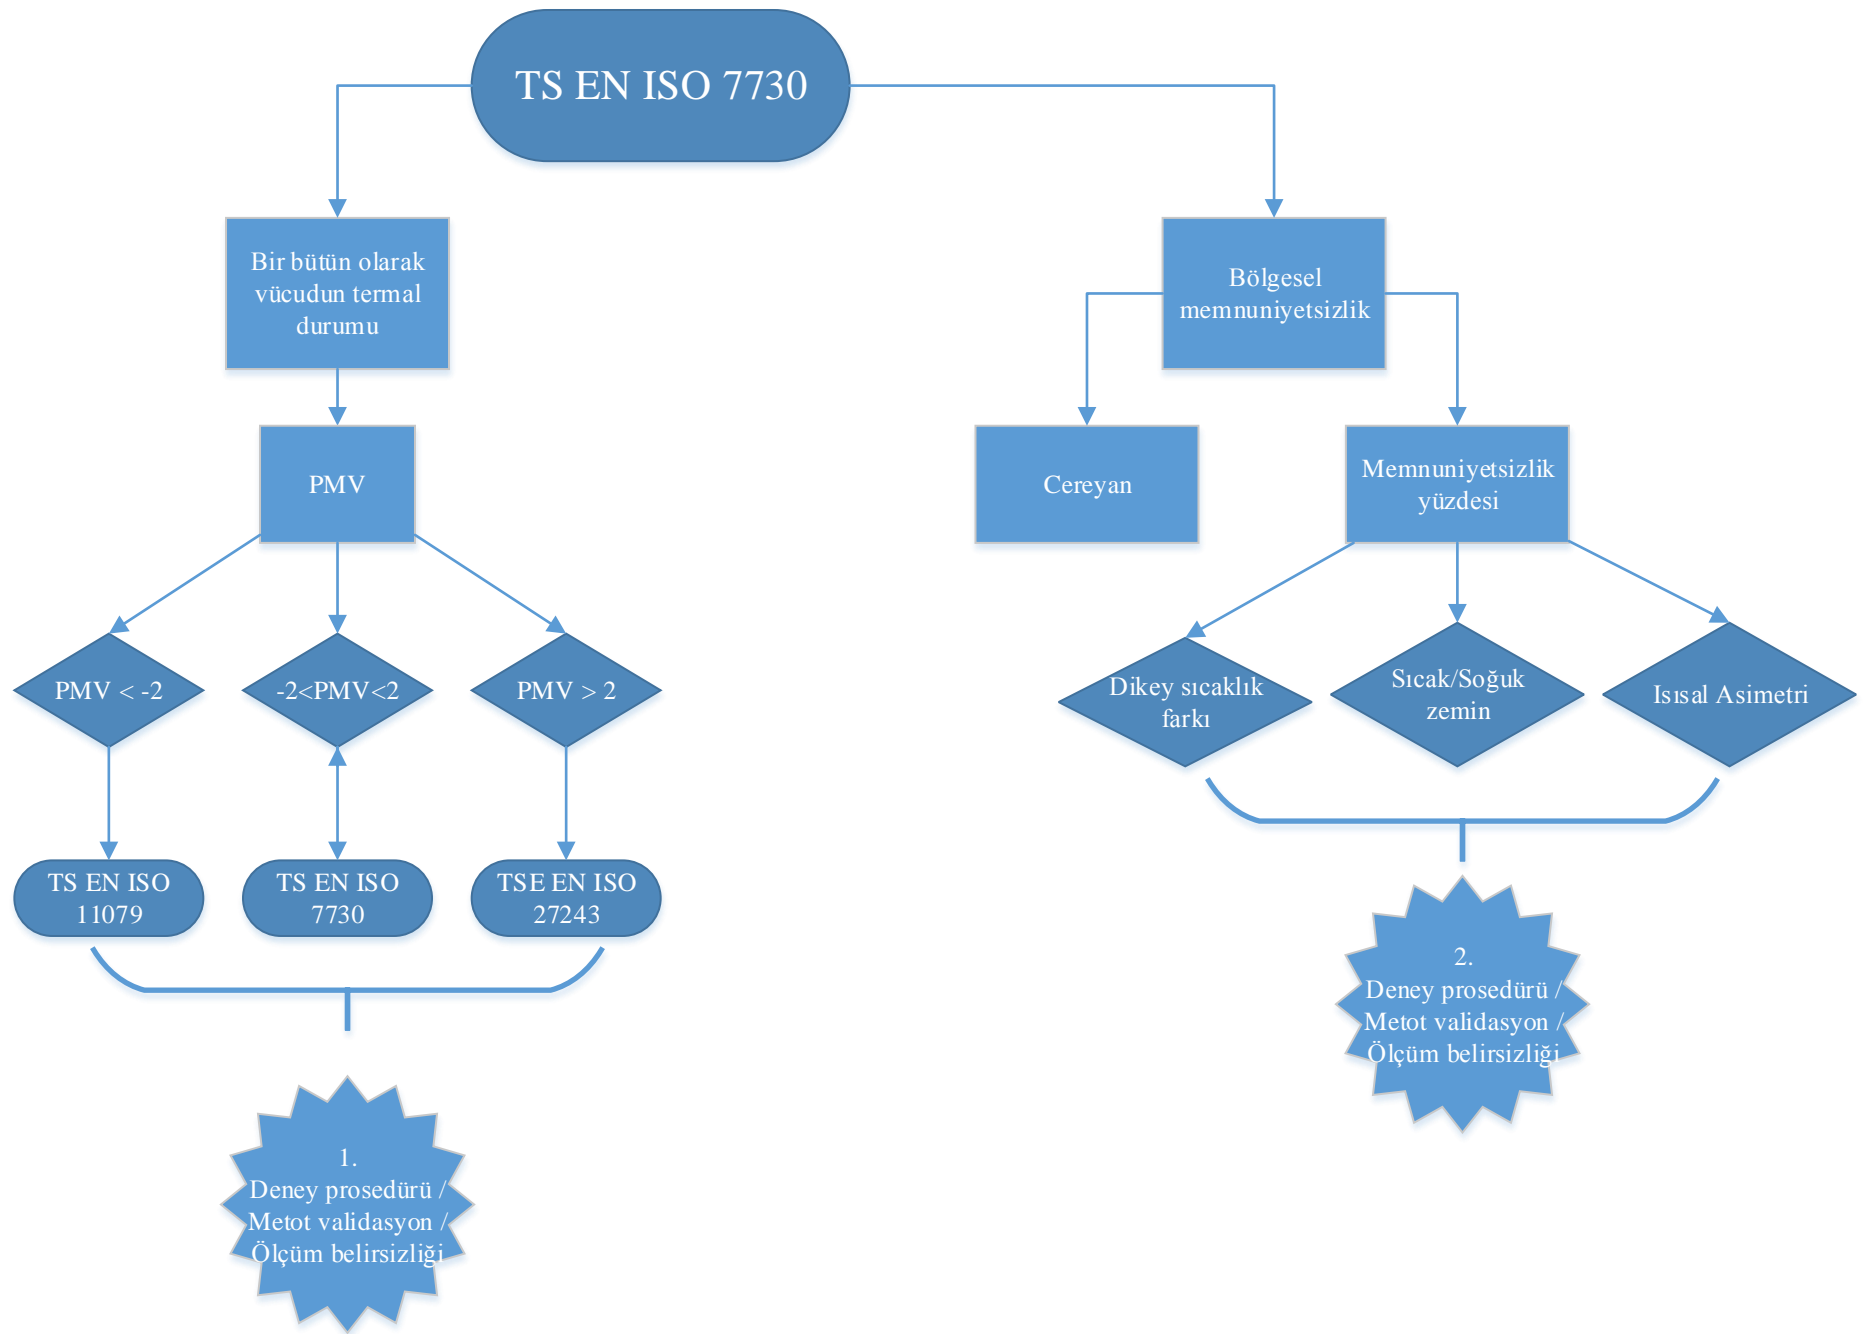 TS EN ISO 7730
Bir bütün olarak
vücudun termal
durumu
Bölgesel
memnuniyetsizlik
PMV
Cereyan
Memnuniyetsizlik
yüzdesi
PMV < -2
-2<PMV<2
PMV > 2
Dikey sıcaklık
farkı
Sıcak/Soğuk
zemin
Isısal Asimetri
TS EN ISO
11079
TS EN ISO
7730
TSE EN ISO
27243
2.
Deney prosedürü /
Metot validasyon /
Ölçüm belirsizliği
1.
Deney prosedürü /
Metot validasyon /
Ölçüm belirsizliği